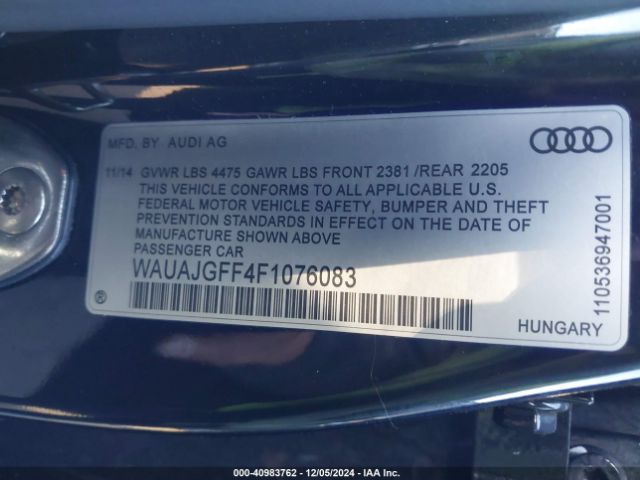 MFD. BY AUDI AG
11/14 GVWR LBS 4475 GAWR LBS FRONT 2381 /REAR 2205
THIS VEHICLE CONFORMS TO ALL APPLICABLE U.S.
FEDERAL MOTOR VEHICLE SAFETY, BUMPER AND THEFT
PREVENTION STANDARDS IN EFFECT ON THE DATE OF
MANUFACTURE SHOWN ABOVE
PASSENGER CAR
WAUAJGFF4F1076083
®
HUNGARY
110536947001
000-40983762 - 12/05/2024 - IAA Inc.